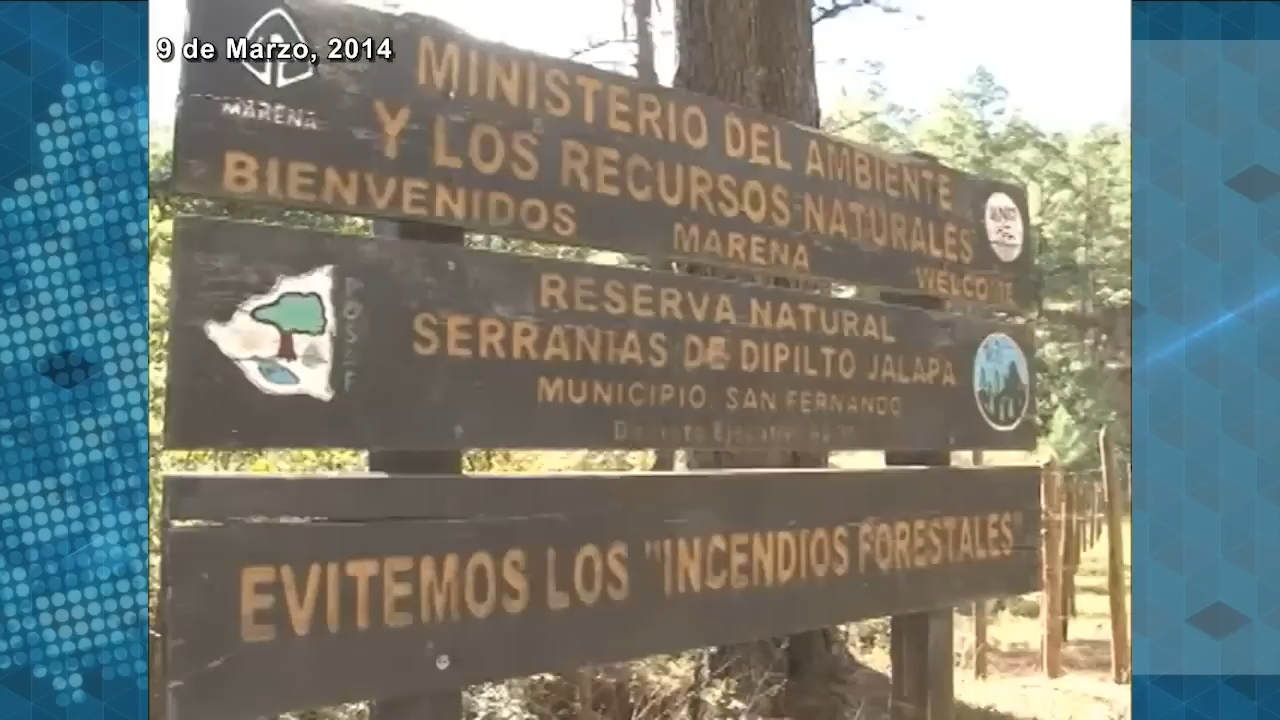 9 de Marzo, 2014
MARENA
MINISTERIO DEL AMBIENTE
Y LOS RECURSOS NATURALES
BIENVENIDOS
MARENA
WELCOME
RESERVA NATURAL
SERRANIAS DE DIPILTO JALAPA
MUNICIPIO SAN FERNANDO
EVITEMOS LOS "INCENDIOS FORESTALES"